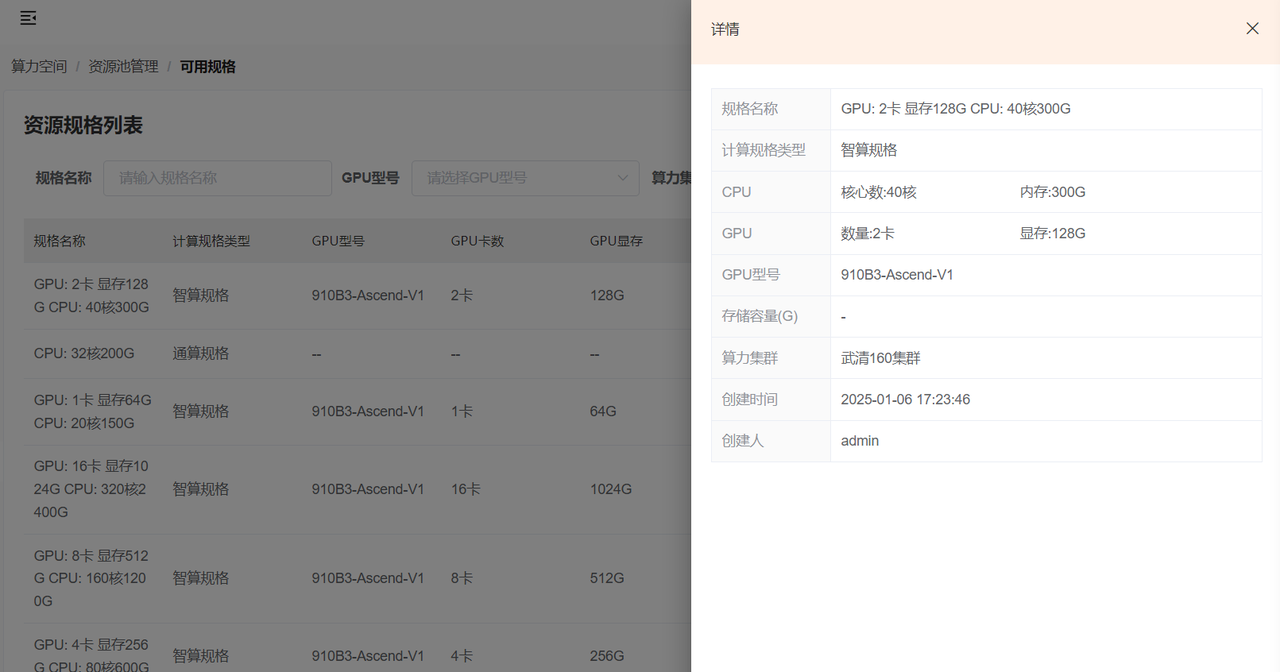 算力空间 / 资源池管理 / 可用规格
资源规格列表
规格名称 请输入规格名称 GPU型号 请选择GPU型号 算力集
规格名称 计算规格类型 GPU型号 GPU卡数 GPU显存
GPU: 2卡 显存128
G CPU: 40核300G
智算规格 910B3-Ascend-V1 2卡 128G
CPU: 32核200G 通算规格 -- -- --
GPU: 1卡 显存64G
CPU: 20核150G
智算规格 910B3-Ascend-V1 1卡 64G
GPU: 16卡 显存10
24G CPU: 320核2
400G
智算规格 910B3-Ascend-V1 16卡 1024G
GPU: 8卡 显存512
G CPU: 160核120
0G
智算规格 910B3-Ascend-V1 8卡 512G
GPU: 4卡 显存256
G CPU: 80核600G
智算规格 910B3-Ascend-V1 4卡 256G
详情
规格名称 GPU: 2卡 显存128G CPU: 40核300G
计算规格类型 智算规格
CPU 核心数:40核 内存:300G
GPU 数量:2卡 显存:128G
GPU型号 910B3-Ascend-V1
存储容量(G) -
算力集群 武清160集群
创建时间 2025-01-06 17:23:46
创建人 admin